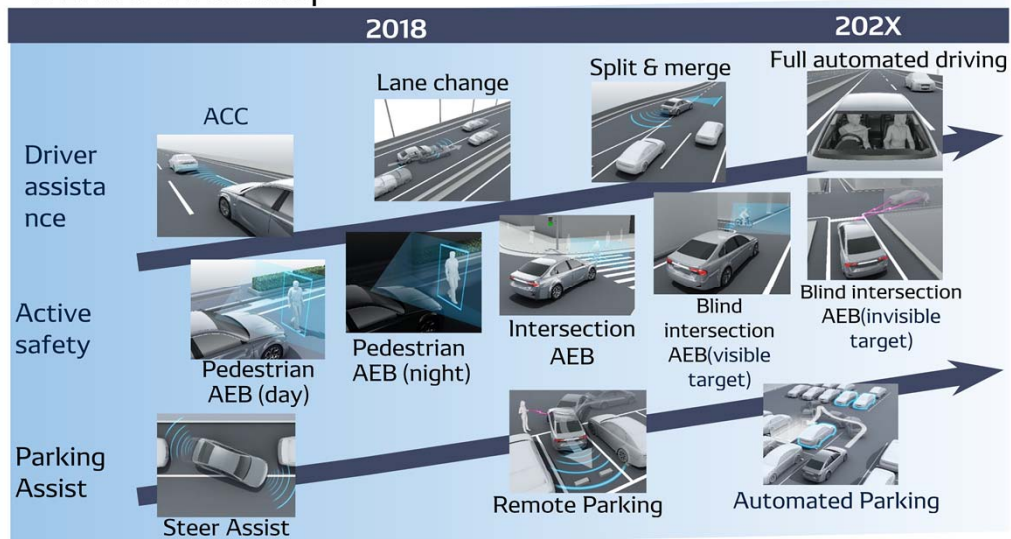 2018
202X
Full automated driving
Split & merge
Lane change
ACC
Driver
assista
nce
Active
safety
Pedestrian
AEB (day)
Pedestrian
AEB (night)
Intersection
AEB
Blind
intersection
AEB(visible
target)
Blind intersection
AEB(invisible
target)
Parking
Assist
Steer Assist
Remote Parking
Automated Parking